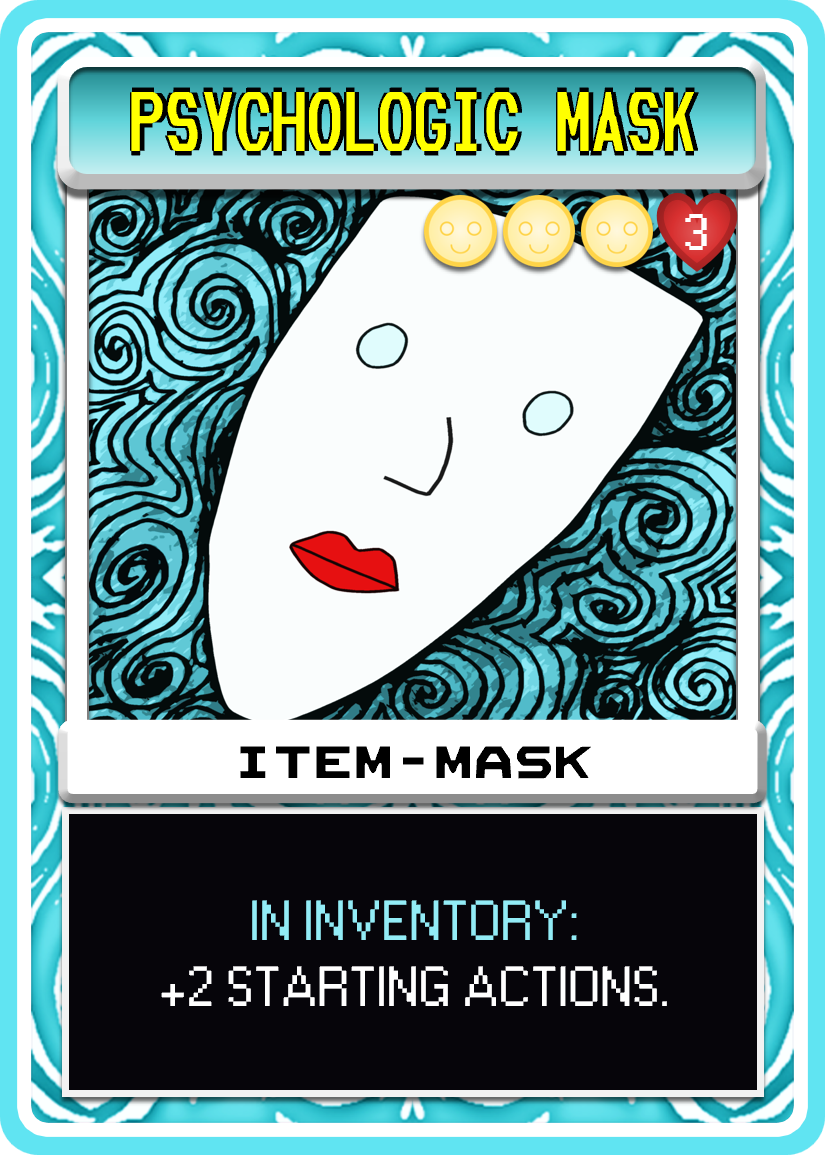 PSYCHOLOGIC MASK
3
ITEM-MASK
IN INVENTORY:
+2 STARTING ACTIONS.